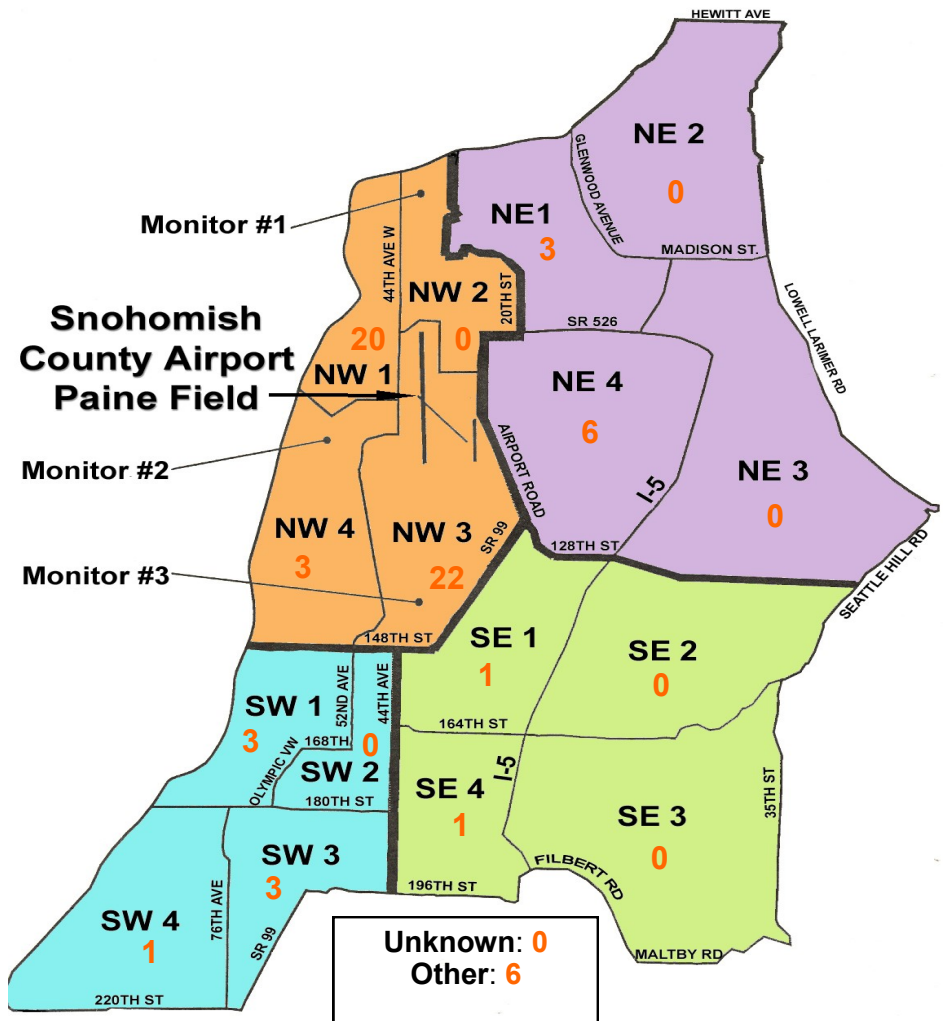 HEWITT AVE
NE 2
0
GLENWOOD AVENUE
MADISON ST.
NE1
3
Monitor #1
44TH AVE W
NW 2
0
20TH ST
SR 526
LOWELL LARIMER RD
Snohomish
County Airport
Paine Field
20
NW 1
NE 4
6
AIRPORT ROAD
I-5
NE 3
0
Monitor #2
NW 4
3
NW 3
22
SR 99
128TH ST
SEATTLE HILL RD
Monitor #3
148TH ST
SE 1
1
SE 2
0
164TH ST
SW 1
3
52ND AVE
44TH AVE
OLYMPIC VW
168TH
0
SW 2
180TH ST
I-5
SE 4
1
SE 3
0
35TH ST
196TH ST
FILBERT RD
MALTBY RD
SW 3
3
76TH AVE
SR 99
SW 4
1
220TH ST
Unknown: 0
Other: 6